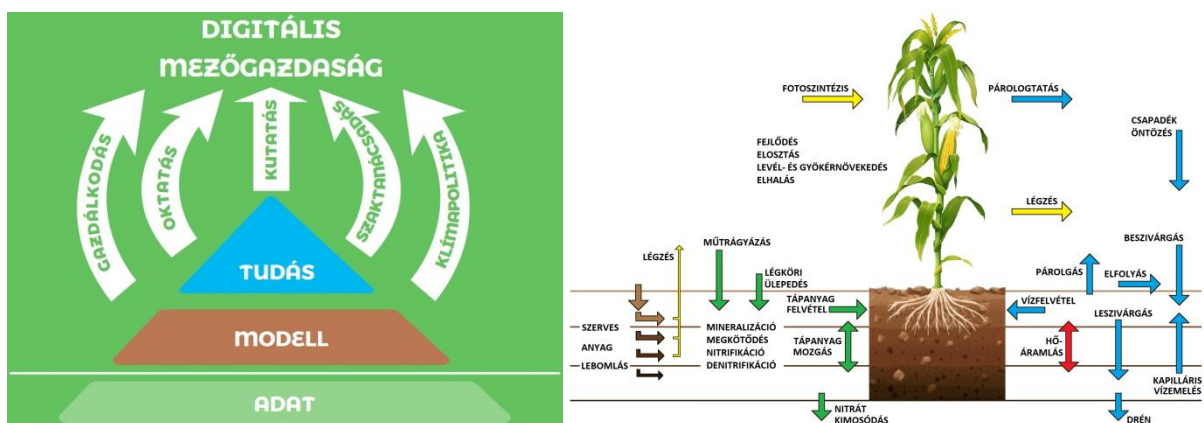 DIGITÁLIS
MEZŐGAZDASÁG
GAZDÁLKODÁS
OKTATÁS
KUTATÁS
SZAKTANÁCSADÁS
KLÍMAPOLITIKA
TUDÁS
MODELL
ADAT
FOTOSZINTÉZIS
PÁROLOGTATÁS
CSAPADÉK
ÖNTÖZÉS
FEJLŐDÉS
ELOSZTÁS
LEVÉL- ÉS GYÖKÉRNÖVEKEDÉS
ELHALÁS
LÉGZÉS
LÉGZÉS
MŰTRÁGYÁZÁS
LÉGKÖRI
ÜLEPEDÉS
BESZIVÁRGÁS
PÁROLGÁS
ELFOLYÁS
TÁPANYAG
FELVÉTEL
VÍZFELVÉTEL
LESZIVÁRGÁS
SZERVES
ANYAG
LEBOMLÁS
MINERALIZÁCIÓ
MEGKÖTŐDÉS
NITRIFIKÁCIÓ
DENITRIFIKÁCIÓ
TÁPANYAG
MOZGÁS
HŐ-
ÁRAMLÁS
KAPILLÁRIS
VÍZEMELÉS
NITRÁT
KIMOSÓDÁS
DRÉN